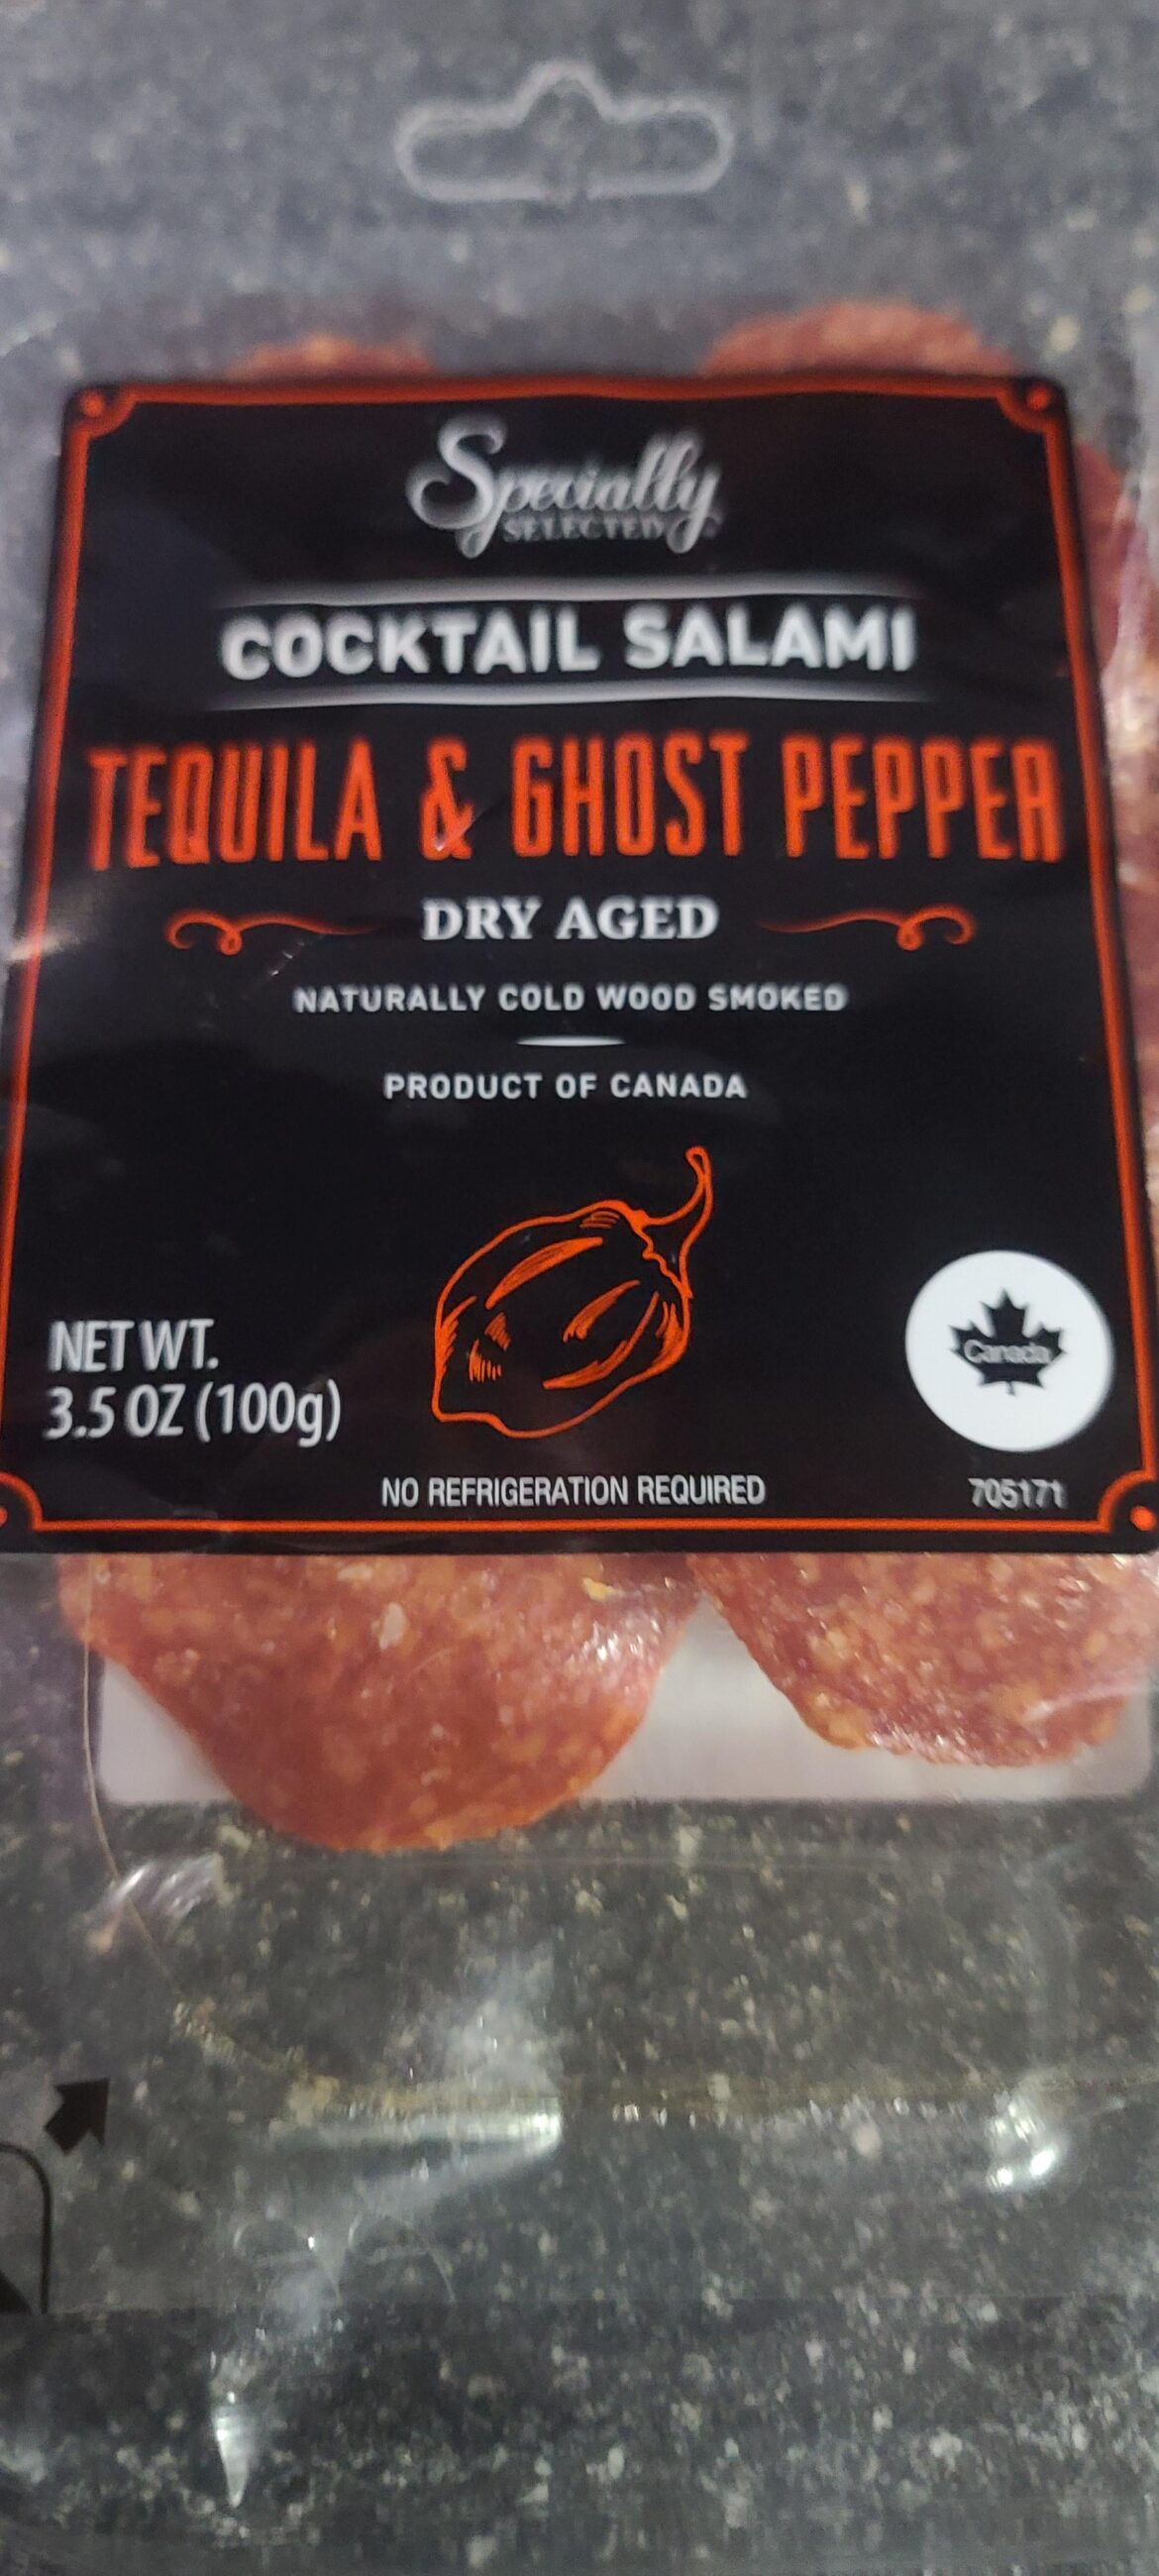 Specially
SELECTED
COCKTAIL SALAMI
TEQUILA & GHOST PEPPER
DRY AGED
NATURALLY COLD WOOD SMOKED
PRODUCT OF CANADA
Canada
NET WT.
3.5 OZ (100g)
NO REFRIGERATION REQUIRED
705171